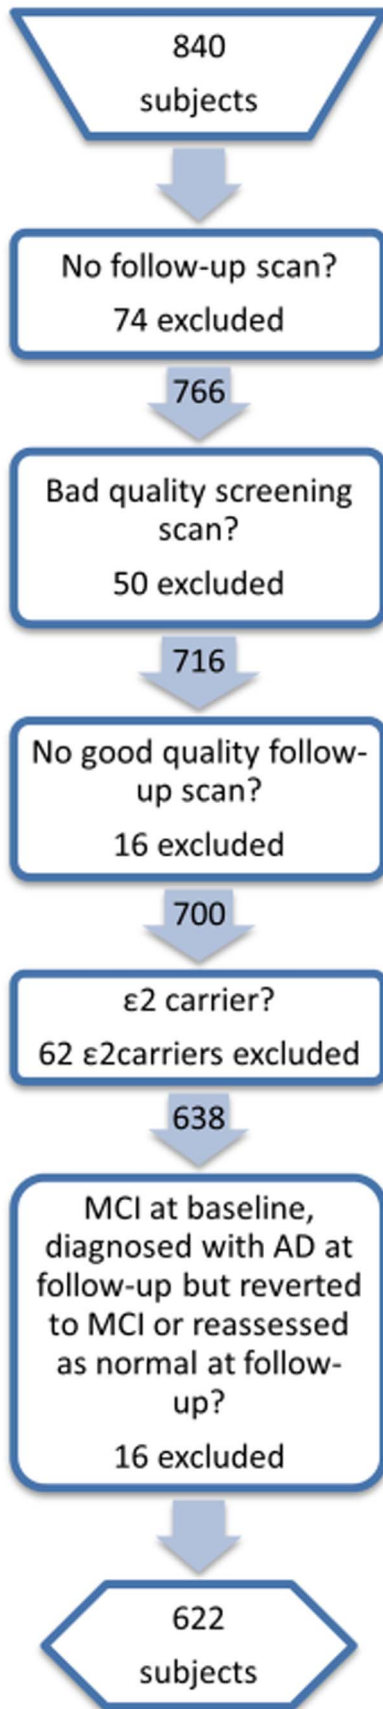 840
subjects
No follow-up scan?
74 excluded
766
Bad quality screening
scan?
50 excluded
716
No good quality follow-
up scan?
16 excluded
700
ε2 carrier?
62 ε2carriers excluded
638
MCI at baseline,
diagnosed with AD at
follow-up but reverted
to MCI or reassessed
as normal at follow-
up?
16 excluded
622
subjects